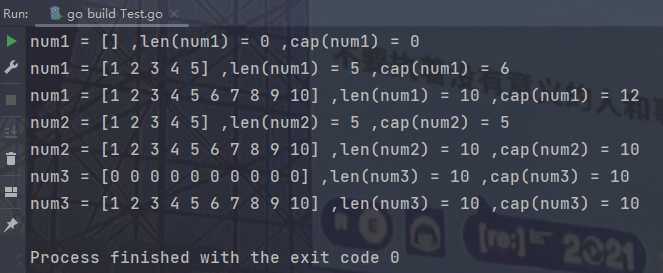 Run: go build Test.go
num1 = [] ,len(num1) = 0 ,cap(num1) = 0
num1 = [1 2 3 4 5] ,len(num1) = 5 ,cap(num1) = 6
num1 = [1 2 3 4 5 6 7 8 9 10] ,len(num1) = 10 ,cap(num1) = 12
num2 = [1 2 3 4 5] ,len(num2) = 5 ,cap(num2) = 5
num2 = [1 2 3 4 5 6 7 8 9 10] ,len(num2) = 10 ,cap(num2) = 10
num3 = [0 0 0 0 0 0 0 0 0 0] ,len(num3) = 10 ,cap(num3) = 10
num3 = [1 2 3 4 5 6 7 8 9 10] ,len(num3) = 10 ,cap(num3) = 10
Process finished with the exit code 0